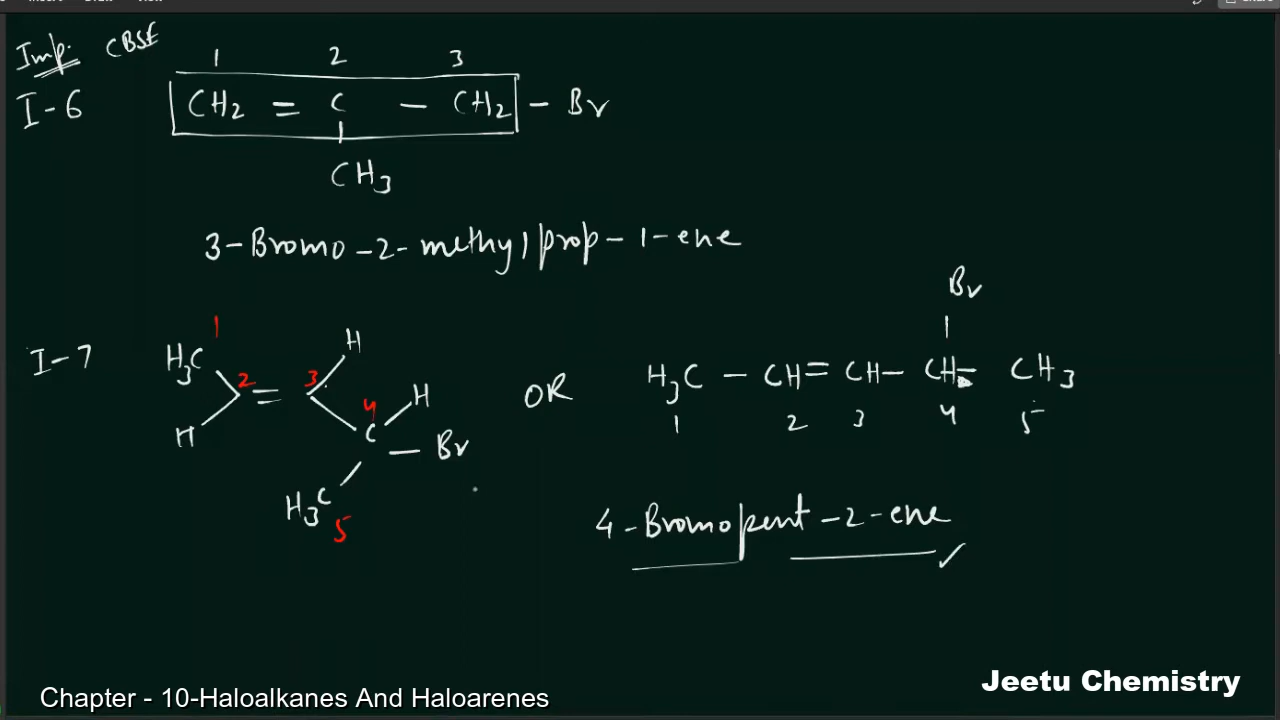 Imp. CBSE
1 2 3
I-6 CH2 = C - CH2 - Br
CH3
3-Bromo-2-methylprop-1-ene
Br
I-7 H3C 1 2 = 3 H H 4 C H - Br H3C 5
OR H3C - CH = CH - CH - CH3
1 2 3 4 5
4-Bromopent-2-ene ✓
Chapter - 10-Haloalkanes And Haloarenes
Jeetu Chemistry